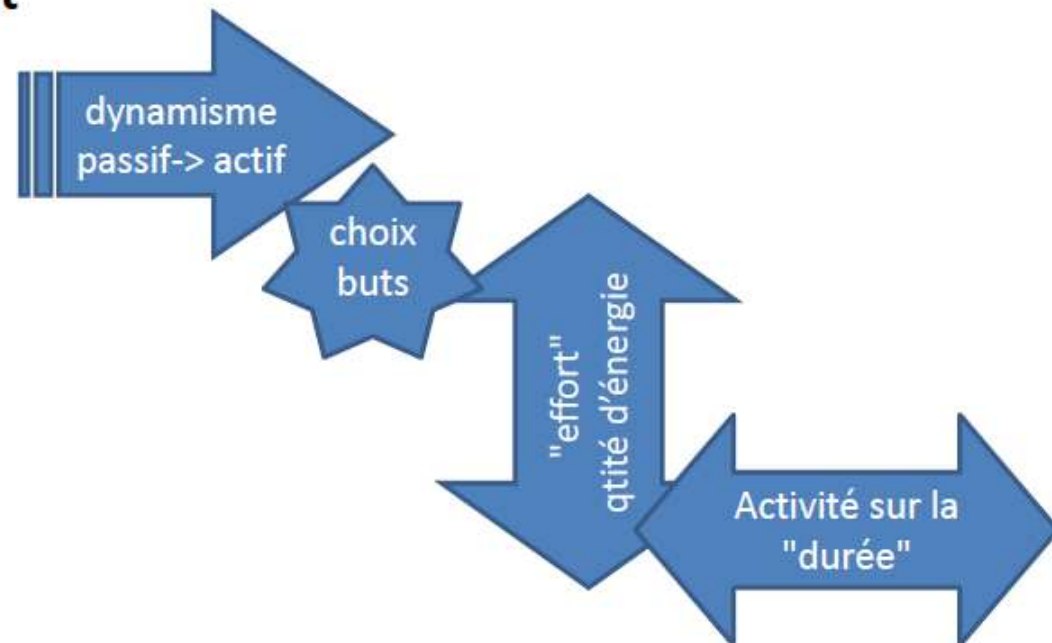 dynamisme
passif-> actif
choix
buts
"effort"
qtité d'énergie
Activité sur la
"durée"